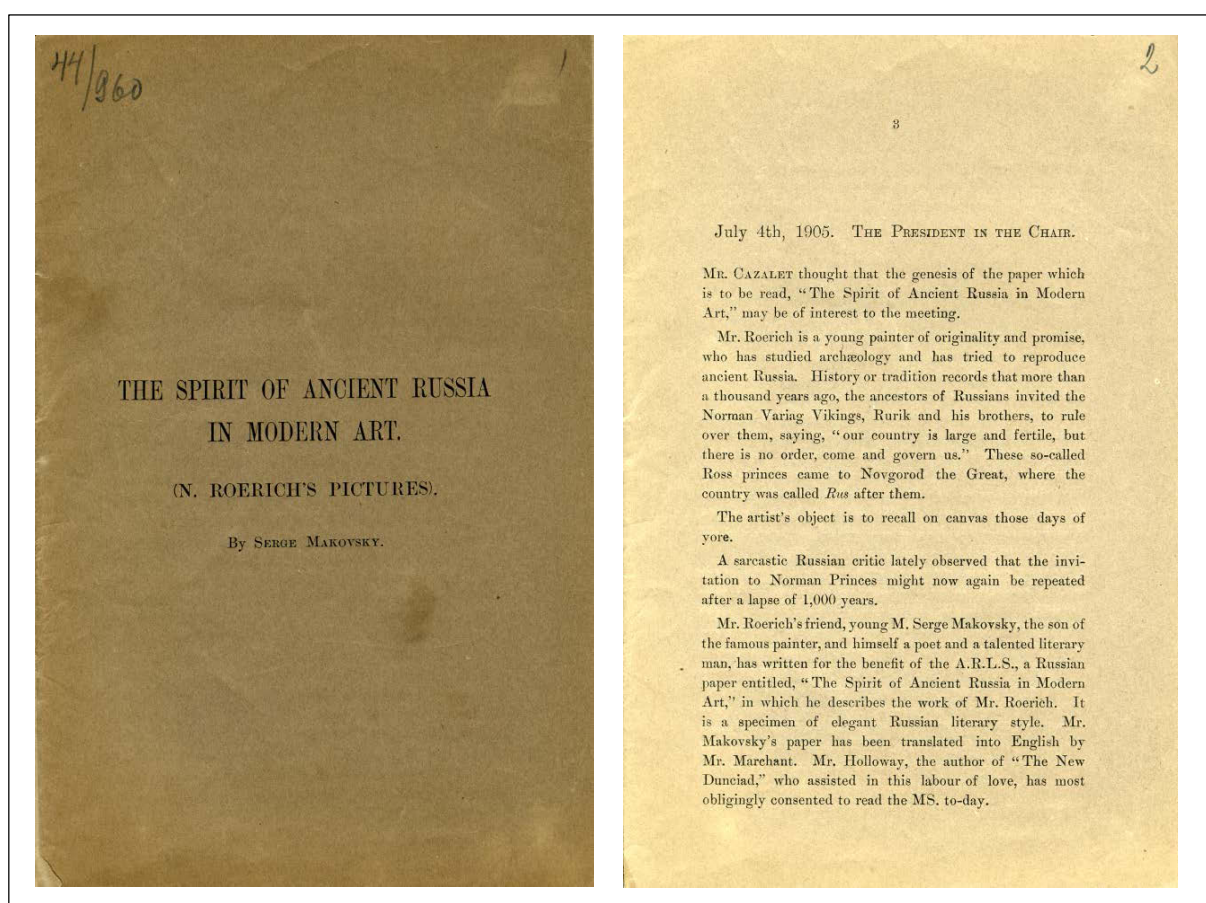 44/960
1
THE SPIRIT OF ANCIENT RUSSIA
IN MODERN ART.
(N. ROERICH'S PICTURES).
By SERGE MAKOVSKY.
2
3
July 4th, 1905. THE PRESIDENT IN THE CHAIR.
MR. CAZALET thought that the genesis of the paper which
is to be read, "The Spirit of Ancient Russia in Modern
Art," may be of interest to the meeting.
Mr. Roerich is a young painter of originality and promise,
who has studied archæology and has tried to reproduce
ancient Russia. History or tradition records that more than
a thousand years ago, the ancestors of Russians invited the
Norman Variag Vikings, Rurik and his brothers, to rule
over them, saying, "our country is large and fertile, but
there is no order, come and govern us." These so-called
Ross princes came to Novgorod the Great, where the
country was called Rus after them.
The artist's object is to recall on canvas those days of
yore.
A sarcastic Russian critic lately observed that the invi-
tation to Norman Princes might now again be repeated
after a lapse of 1,000 years.
Mr. Roerich's friend, young M. Serge Makovsky, the son of
the famous painter, and himself a poet and a talented literary
man, has written for the benefit of the A.R.L.S., a Russian
paper entitled, "The Spirit of Ancient Russia in Modern
Art," in which he describes the work of Mr. Roerich. It
is a specimen of elegant Russian literary style. Mr.
Makovsky's paper has been translated into English by
Mr. Marchant. Mr. Holloway, the author of "The New
Dunciad," who assisted in this labour of love, has most
obligingly consented to read the MS. to-day.